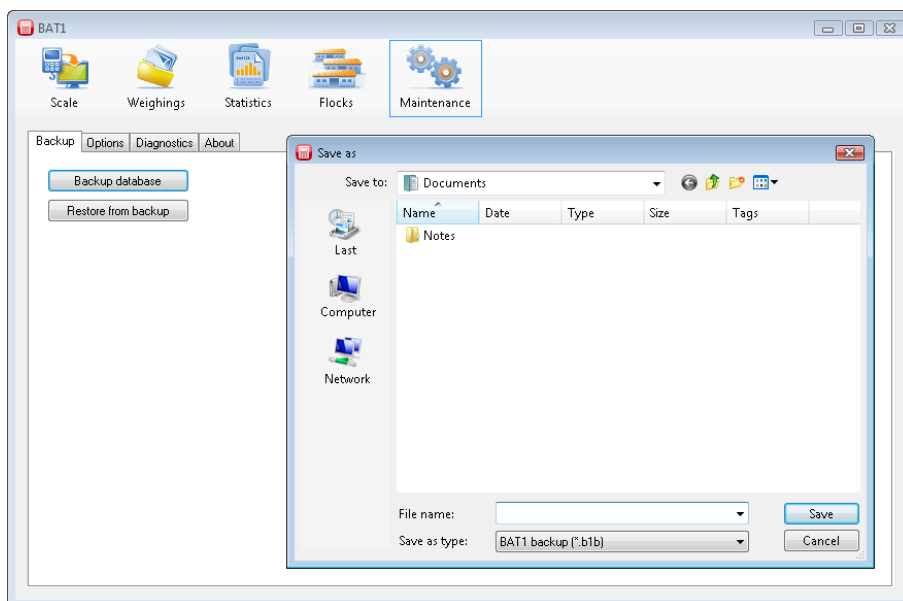 BAT1
Scale Weighings Statistics Flocks Maintenance
Backup Options Diagnostics About
Backup database
Restore from backup
Save as
Save to: Documents
Name Date Type Size Tags
Notes
Last
Computer
Network
File name: Save
Save as type: BAT1 backup (*.b1b) Cancel